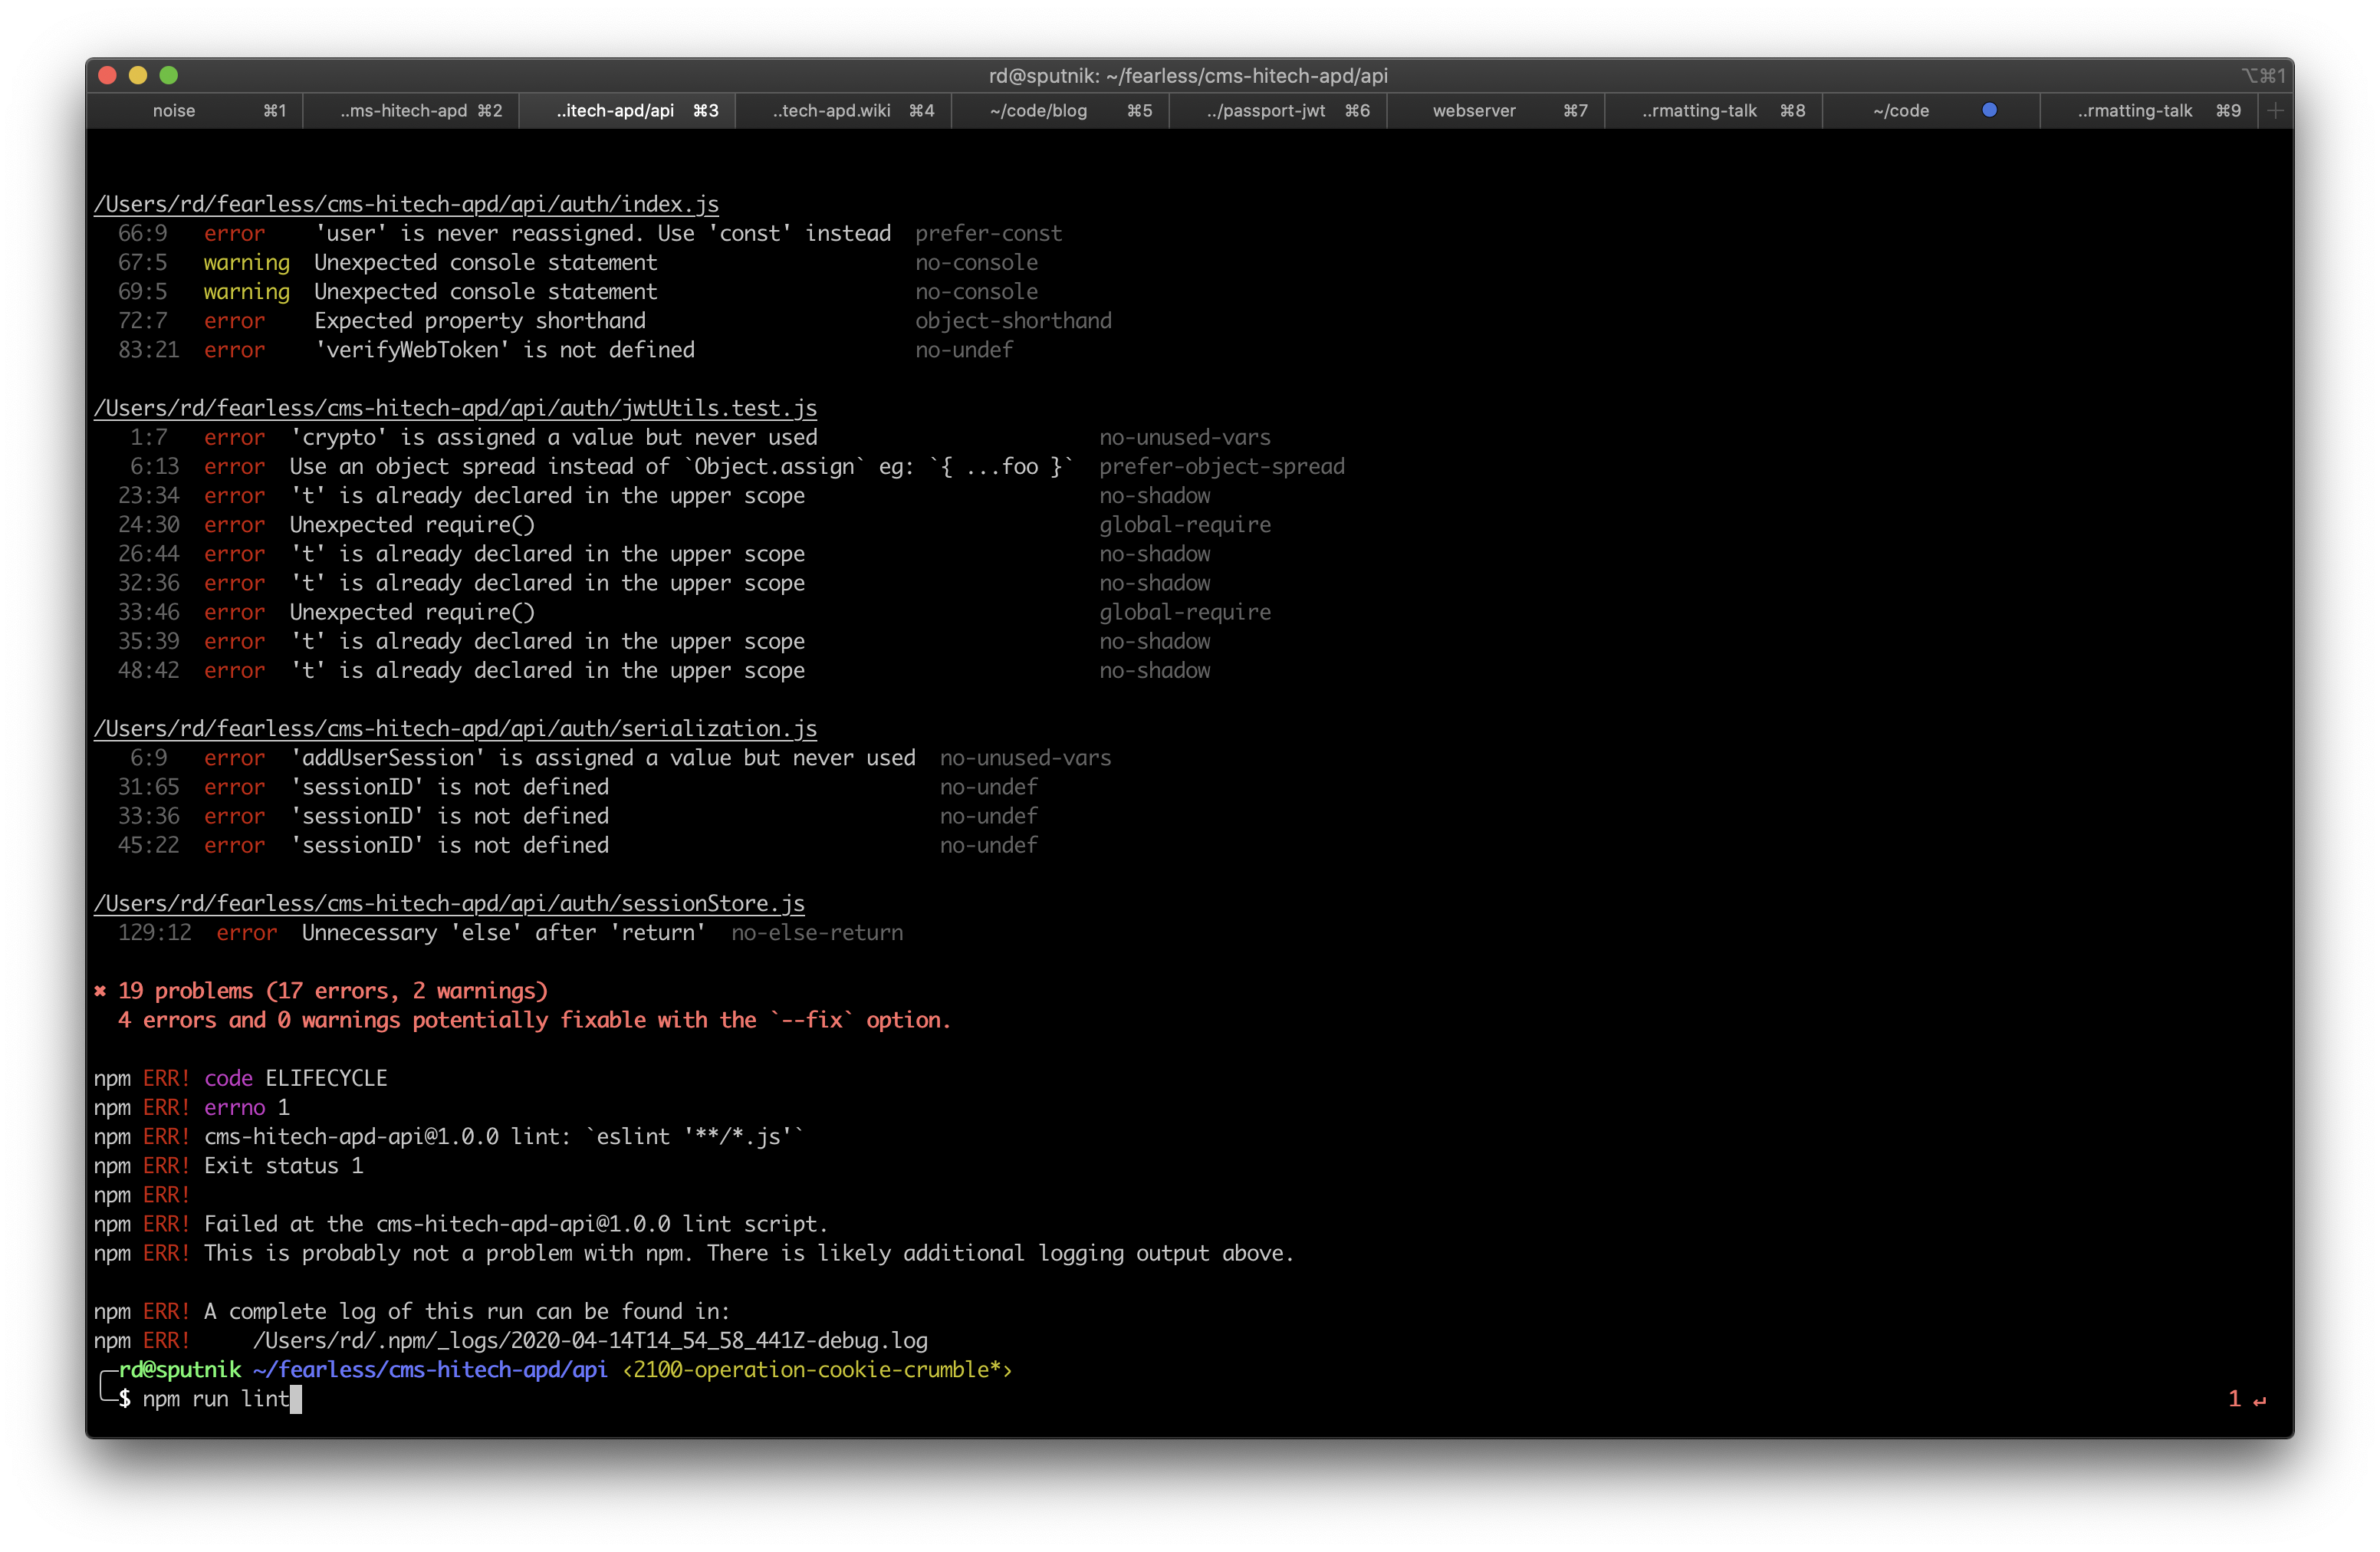 rd@sputnik: ~/fearless/cms-hitech-apd/api ⌥⌘1
noise ⌘1 ..ms-hitech-apd ⌘2 ..itech-apd/api ⌘3 ..tech-apd.wiki ⌘4 ~/code/blog ⌘5 ../passport-jwt ⌘6 webserver ⌘7 ..rmatting-talk ⌘8 ~/code ..rmatting-talk ⌘9 +
/Users/rd/fearless/cms-hitech-apd/api/auth/index.js
66:9 error 'user' is never reassigned. Use 'const' instead prefer-const
67:5 warning Unexpected console statement no-console
69:5 warning Unexpected console statement no-console
72:7 error Expected property shorthand object-shorthand
83:21 error 'verifyWebToken' is not defined no-undef
/Users/rd/fearless/cms-hitech-apd/api/auth/jwtUtils.test.js
1:7 error 'crypto' is assigned a value but never used no-unused-vars
6:13 error Use an object spread instead of `Object.assign` eg: `{ ...foo }` prefer-object-spread
23:34 error 't' is already declared in the upper scope no-shadow
24:30 error Unexpected require() global-require
26:44 error 't' is already declared in the upper scope no-shadow
32:36 error 't' is already declared in the upper scope no-shadow
33:46 error Unexpected require() global-require
35:39 error 't' is already declared in the upper scope no-shadow
48:42 error 't' is already declared in the upper scope no-shadow
/Users/rd/fearless/cms-hitech-apd/api/auth/serialization.js
6:9 error 'addUserSession' is assigned a value but never used no-unused-vars
31:65 error 'sessionID' is not defined no-undef
33:36 error 'sessionID' is not defined no-undef
45:22 error 'sessionID' is not defined no-undef
/Users/rd/fearless/cms-hitech-apd/api/auth/sessionStore.js
129:12 error Unnecessary 'else' after 'return' no-else-return
✖ 19 problems (17 errors, 2 warnings)
4 errors and 0 warnings potentially fixable with the `--fix` option.
npm ERR! code ELIFECYCLE
npm ERR! errno 1
npm ERR! cms-hitech-apd-api@1.0.0 lint: `eslint '**/*.js'`
npm ERR! Exit status 1
npm ERR!
npm ERR! Failed at the cms-hitech-apd-api@1.0.0 lint script.
npm ERR! This is probably not a problem with npm. There is likely additional logging output above.
npm ERR! A complete log of this run can be found in:
npm ERR! /Users/rd/.npm/_logs/2020-04-14T14_54_58_441Z-debug.log
rd@sputnik ~/fearless/cms-hitech-apd/api ‹2100-operation-cookie-crumble*›
$ npm run lint 1 ↵